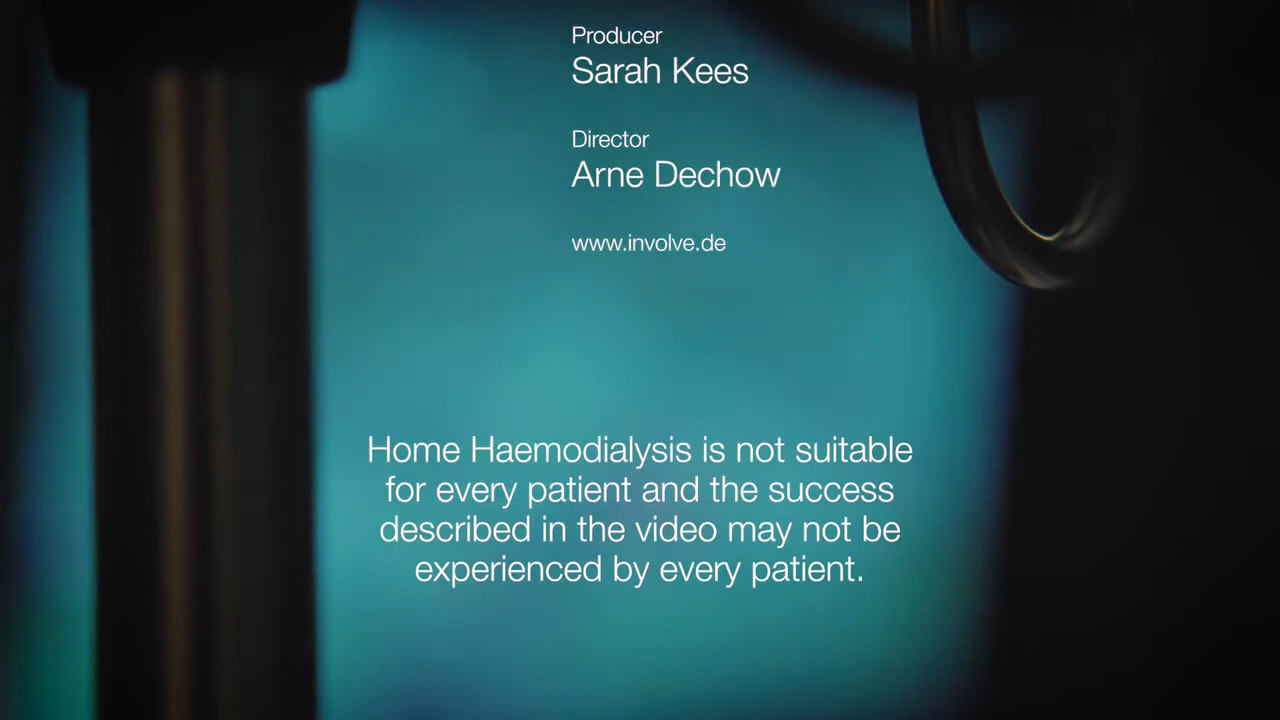 Producer
Sarah Kees
Director
Arne Dechow
www.involve.de
Home Haemodialysis is not suitable
for every patient and the success
described in the video may not be
experienced by every patient.